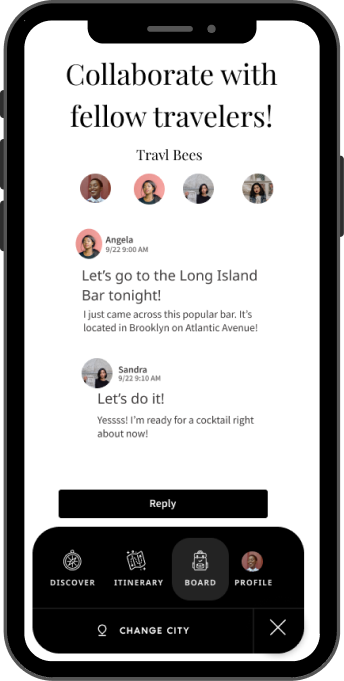 Collaborate with
fellow travelers!
Travl Bees
Angela
9/22 9:00 AM
Let's go to the Long Island
Bar tonight!
I just came across this popular bar. It's
located in Brooklyn on Atlantic Avenue!
Sandra
9/22 9:10 AM
Let's do it!
Yessss! I'm ready for a cocktail right
about now!
Reply
DISCOVER ITINERARY BOARD PROFILE
CHANGE CITY